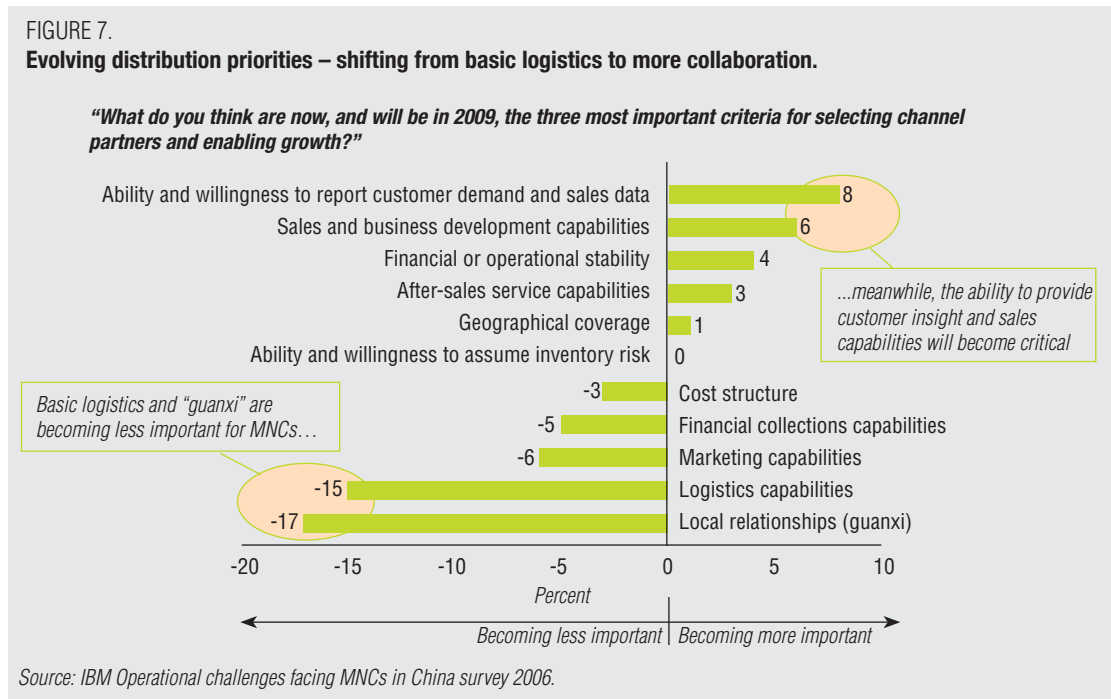 FIGURE 7.
Evolving distribution priorities – shifting from basic logistics to more collaboration.
“What do you think are now, and will be in 2009, the three most important criteria for selecting channel
partners and enabling growth?”
Ability and willingness to report customer demand and sales data
8
Sales and business development capabilities
6
Financial or operational stability
4
After-sales service capabilities
3
Geographical coverage
1
Ability and willingness to assume inventory risk
0
...meanwhile, the ability to provide
customer insight and sales
capabilities will become critical
Basic logistics and “guanxi” are
becoming less important for MNCs…
-3
Cost structure
-5
Financial collections capabilities
-6
Marketing capabilities
-15
Logistics capabilities
-17
Local relationships (guanxi)
-20 -15 -10 -5 0 5 10
Percent
Becoming less important
Becoming more important
Source: IBM Operational challenges facing MNCs in China survey 2006.